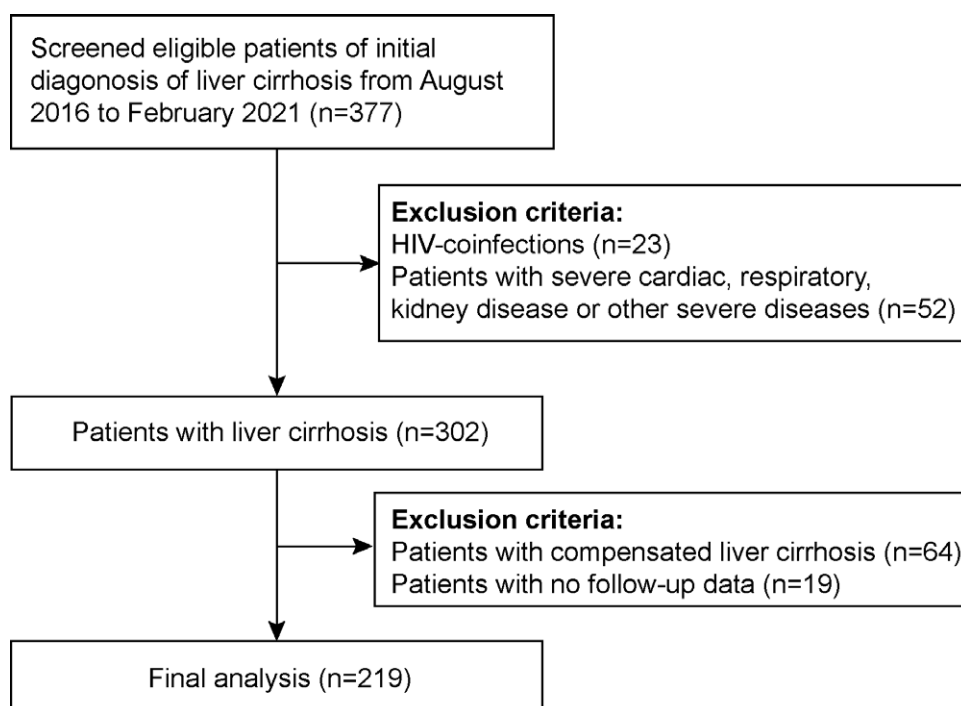 Screened eligible patients of initial
diagonosis of liver cirrhosis from August
2016 to February 2021 (n=377)
Exclusion criteria:
HIV-coinfections (n=23)
Patients with severe cardiac, respiratory,
kidney disease or other severe diseases (n=52)
Patients with liver cirrhosis (n=302)
Exclusion criteria:
Patients with compensated liver cirrhosis (n=64)
Patients with no follow-up data (n=19)
Final analysis (n=219)